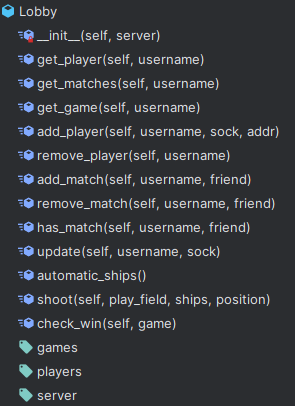 Lobby
__init__(self, server)
get_player(self, username)
get_matches(self, username)
get_game(self, username)
add_player(self, username, sock, addr)
remove_player(self, username)
add_match(self, username, friend)
remove_match(self, username, friend)
has_match(self, username, friend)
update(self, username, sock)
automatic_ships()
shoot(self, play_field, ships, position)
check_win(self, game)
games
players
server